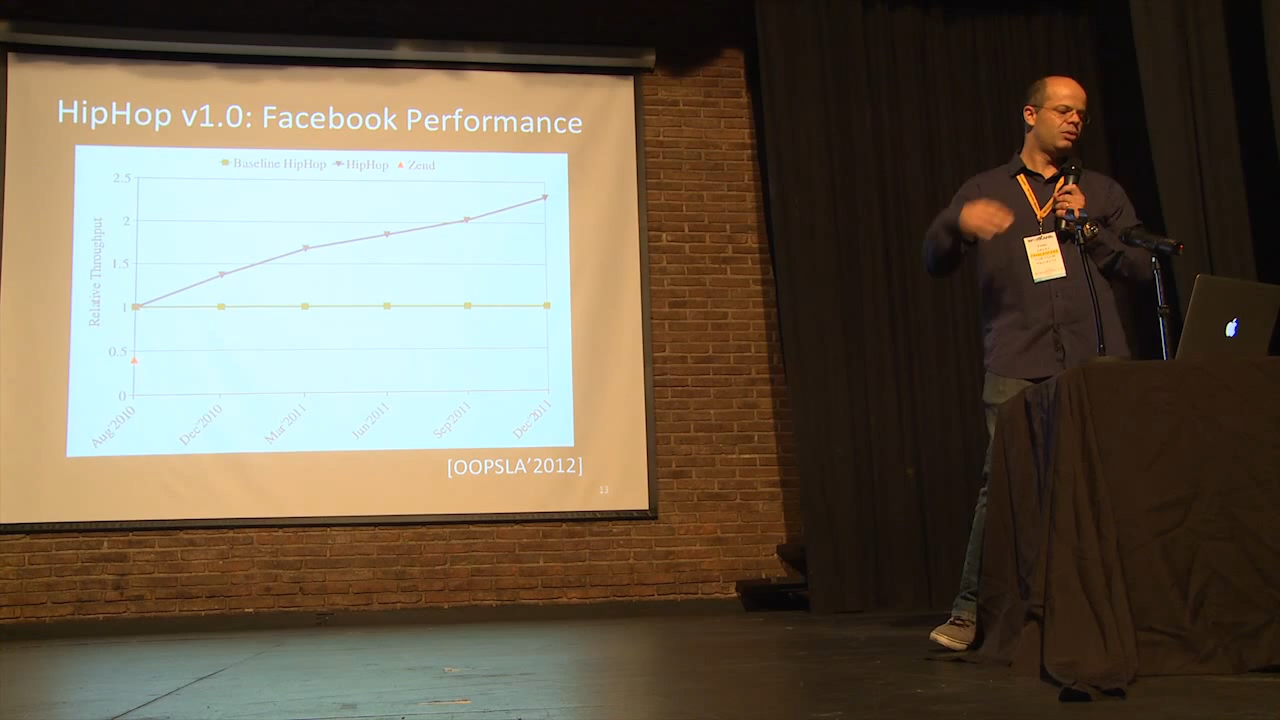 HipHop v1.0: Facebook Performance
Baseline HipHop HipHop Zend
Relative Throughput
2.5
2
1.5
1
0.5
0
Aug'2010 Dec'2010 Mar'2011 Jun'2011 Sep'2011 Dec'2011
[OOPSLA'2012]
13